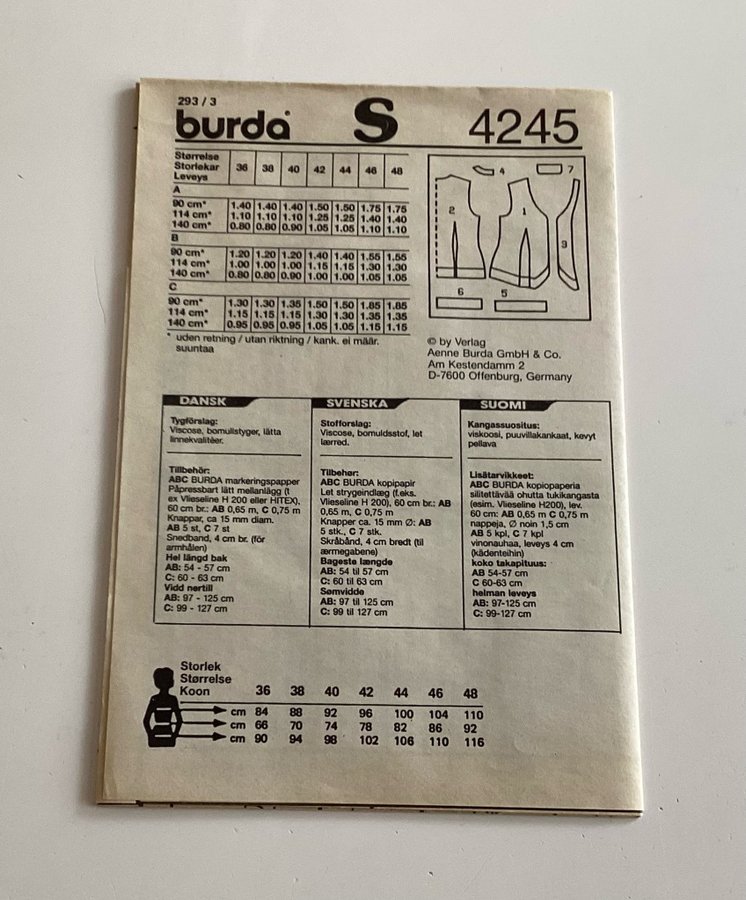 293 / 3
burda S 4245
Størrelse
Storlekar
Leveys
36 38 40 42 44 46 48
A
90 cm* 1.40 1.40 1.40 1.50 1.50 1.75 1.75
114 cm* 1.10 1.10 1.10 1.25 1.25 1.40 1.40
140 cm* 0.80 0.80 0.90 1.05 1.05 1.10 1.10
B
90 cm* 1.20 1.20 1.20 1.40 1.40 1.55 1.55
114 cm* 1.00 1.00 1.00 1.15 1.15 1.30 1.30
140 cm* 0.80 0.80 0.90 1.00 1.00 1.05 1.05
C
90 cm* 1.30 1.30 1.35 1.50 1.50 1.85 1.85
114 cm* 1.15 1.15 1.15 1.30 1.30 1.35 1.35
140 cm* 0.95 0.95 0.95 1.05 1.05 1.15 1.15
* uden retning / utan riktning / kank. ei määr.
suuntaa
4 7
2 1
3
6 5
© by Verlag
Aenne Burda GmbH & Co.
Am Kestendamm 2
D-7600 Offenburg, Germany
DANSK
Tygförslag:
Viscose, bomullstyger, lätta
linnekvalitéer.
Tillbehör:
ABC BURDA markeringspapper
Påpressbart lätt mellanlägg (t
ex Vlieseline H 200 eller HITEX),
60 cm br.: AB 0,65 m, C 0,75 m
Knappar, ca 15 mm diam.
AB 5 st, C 7 st
Snedband, 4 cm br. (för
armhålen)
Hel längd bak
AB: 54 - 57 cm
C: 60 - 63 cm
Vidd nertill
AB: 97 - 125 cm
C: 99 - 127 cm
SVENSKA
Stofforslag:
Viscose, bomuldsstof, let
lærred.
Tilbehør:
ABC BURDA kopipapir
Let strygeindlæg (f.eks.
Vlieseline H 200), 60 cm br.: AB
0,65 m, C 0,75 m
Knapper ca. 15 mm Ø: AB
5 stk., C 7 stk.
Skråbånd, 4 cm bredt (til
ærmegabene)
Bageste længde
AB: 54 til 57 cm
C: 60 til 63 cm
Sømvidde
AB: 97 til 125 cm
C: 99 til 127 cm
SUOMI
Kangassuositus:
viskoosi, puuvillakankaat, kevyt
pellava
Lisätarvikkeet:
ABC BURDA kopiopaperia
silitettävää ohutta tukikangasta
(esim. Vlieseline H200), lev.
60 cm: AB 0,65 m C 0,75 m
nappeja, Ø noin 1,5 cm
AB 5 kpl, C 7 kpl
vinonauhaa, leveys 4 cm
(kädenteihin)
koko takapituus:
AB 54-57 cm
C 60-63 cm
helman leveys
AB: 97-125 cm
C: 99-127 cm
Storlek
Størrelse
Koon 36 38 40 42 44 46 48
cm 84 88 92 96 100 104 110
cm 66 70 74 78 82 86 92
cm 90 94 98 102 106 110 116